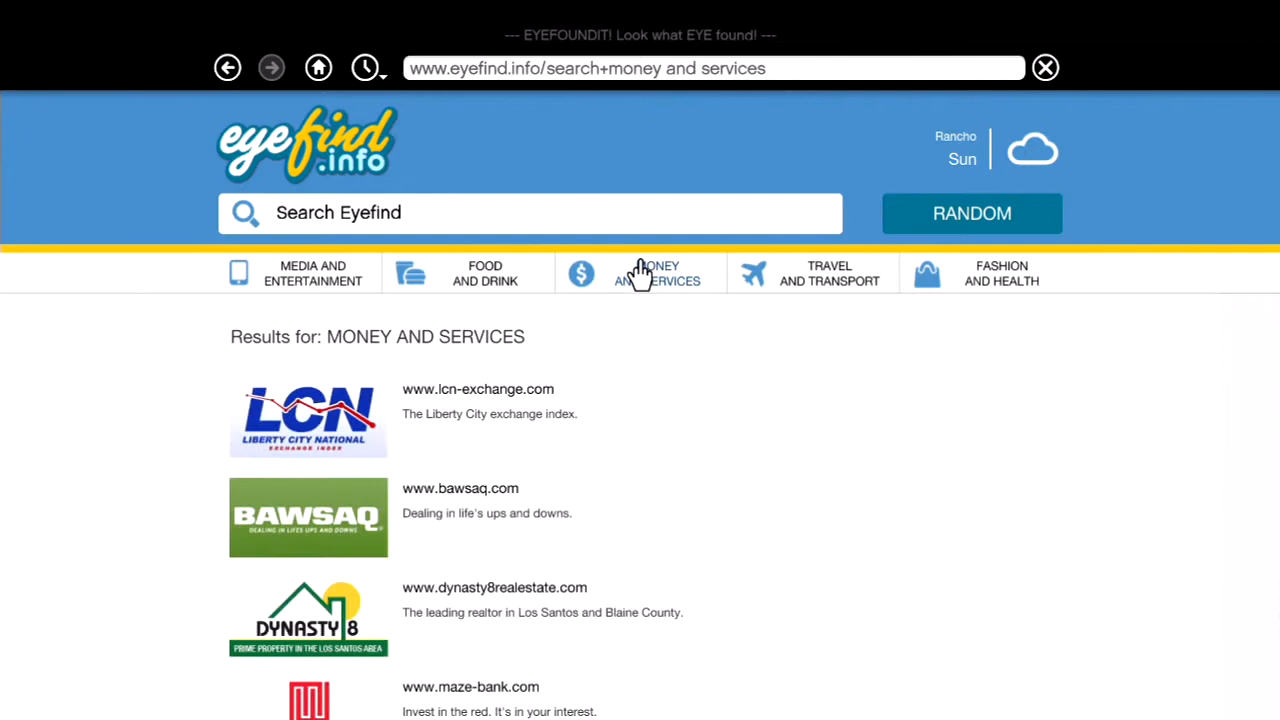 --- EYEFOUNDIT! Look what EYE found! ---
www.eyefind.info/search+money and services
eyefind
.info
Rancho
Sun
Search Eyefind
RANDOM
MEDIA AND
ENTERTAINMENT
FOOD
AND DRINK
MONEY
AND SERVICES
TRAVEL
AND TRANSPORT
FASHION
AND HEALTH
Results for: MONEY AND SERVICES
LCN
LIBERTY CITY NATIONAL
EXCHANGE INDEX
www.lcn-exchange.com
The Liberty City exchange index.
BAWSAQ
DEALING IN LIFE'S UPS AND DOWNS
www.bawsaq.com
Dealing in life's ups and downs.
DYNASTY 8
PRIME PROPERTY IN THE LOS SANTOS AREA
www.dynasty8realestate.com
The leading realtor in Los Santos and Blaine County.
www.maze-bank.com
Invest in the red. It's in your interest.